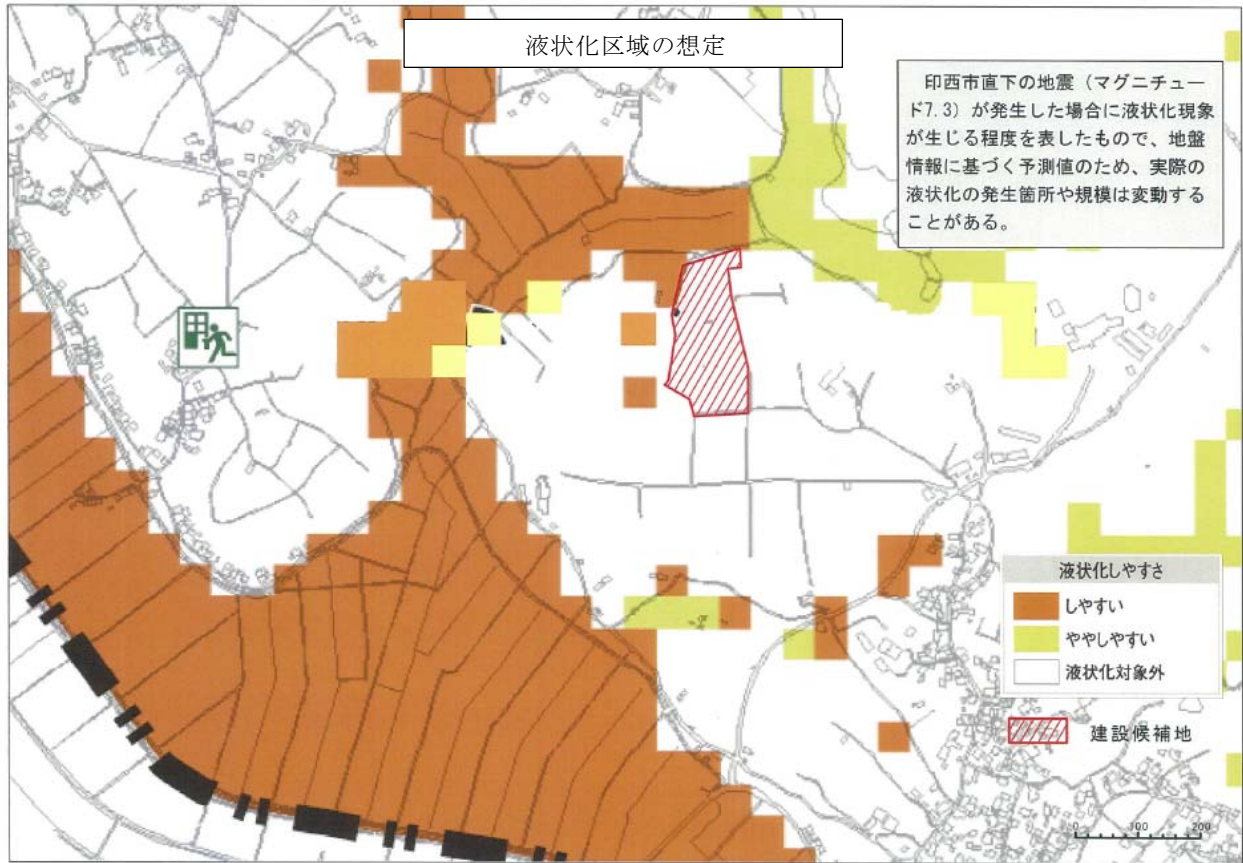 液状化区域の想定
印西市直下の地震（マグニチュー
ド7.3）が発生した場合に液状化現象
が生じる程度を表したもので、地盤
情報に基づく予測値のため、実際の
液状化の発生箇所や規模は変動する
ことがある。
液状化しやすさ
しやすい
ややしやすい
液状化対象外
建設候補地
0 100 200